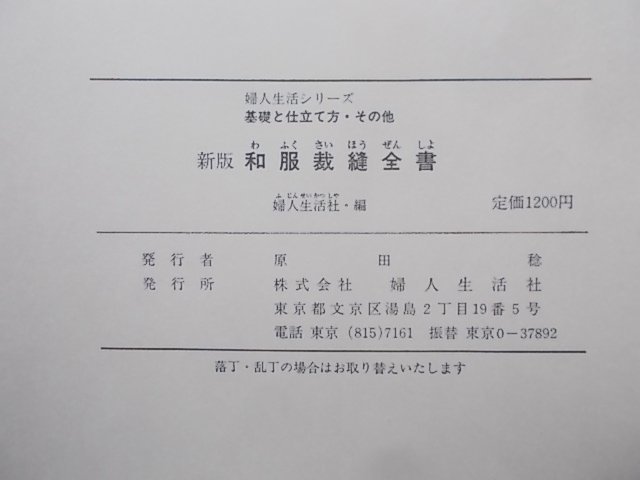 婦人生活シリーズ
基礎と仕立て方・その他
わ ふく さい ほう ぜん しよ
新版 和服裁縫全書
ふ じん せい かつ しや
婦人生活社・編 定価1200円
発行者 原田稔
発行所 株式会社 婦人生活社
東京都文京区湯島2丁目19番5号
電話 東京 (815)7161 振替 東京0-37892
落丁・乱丁の場合はお取り替えいたします